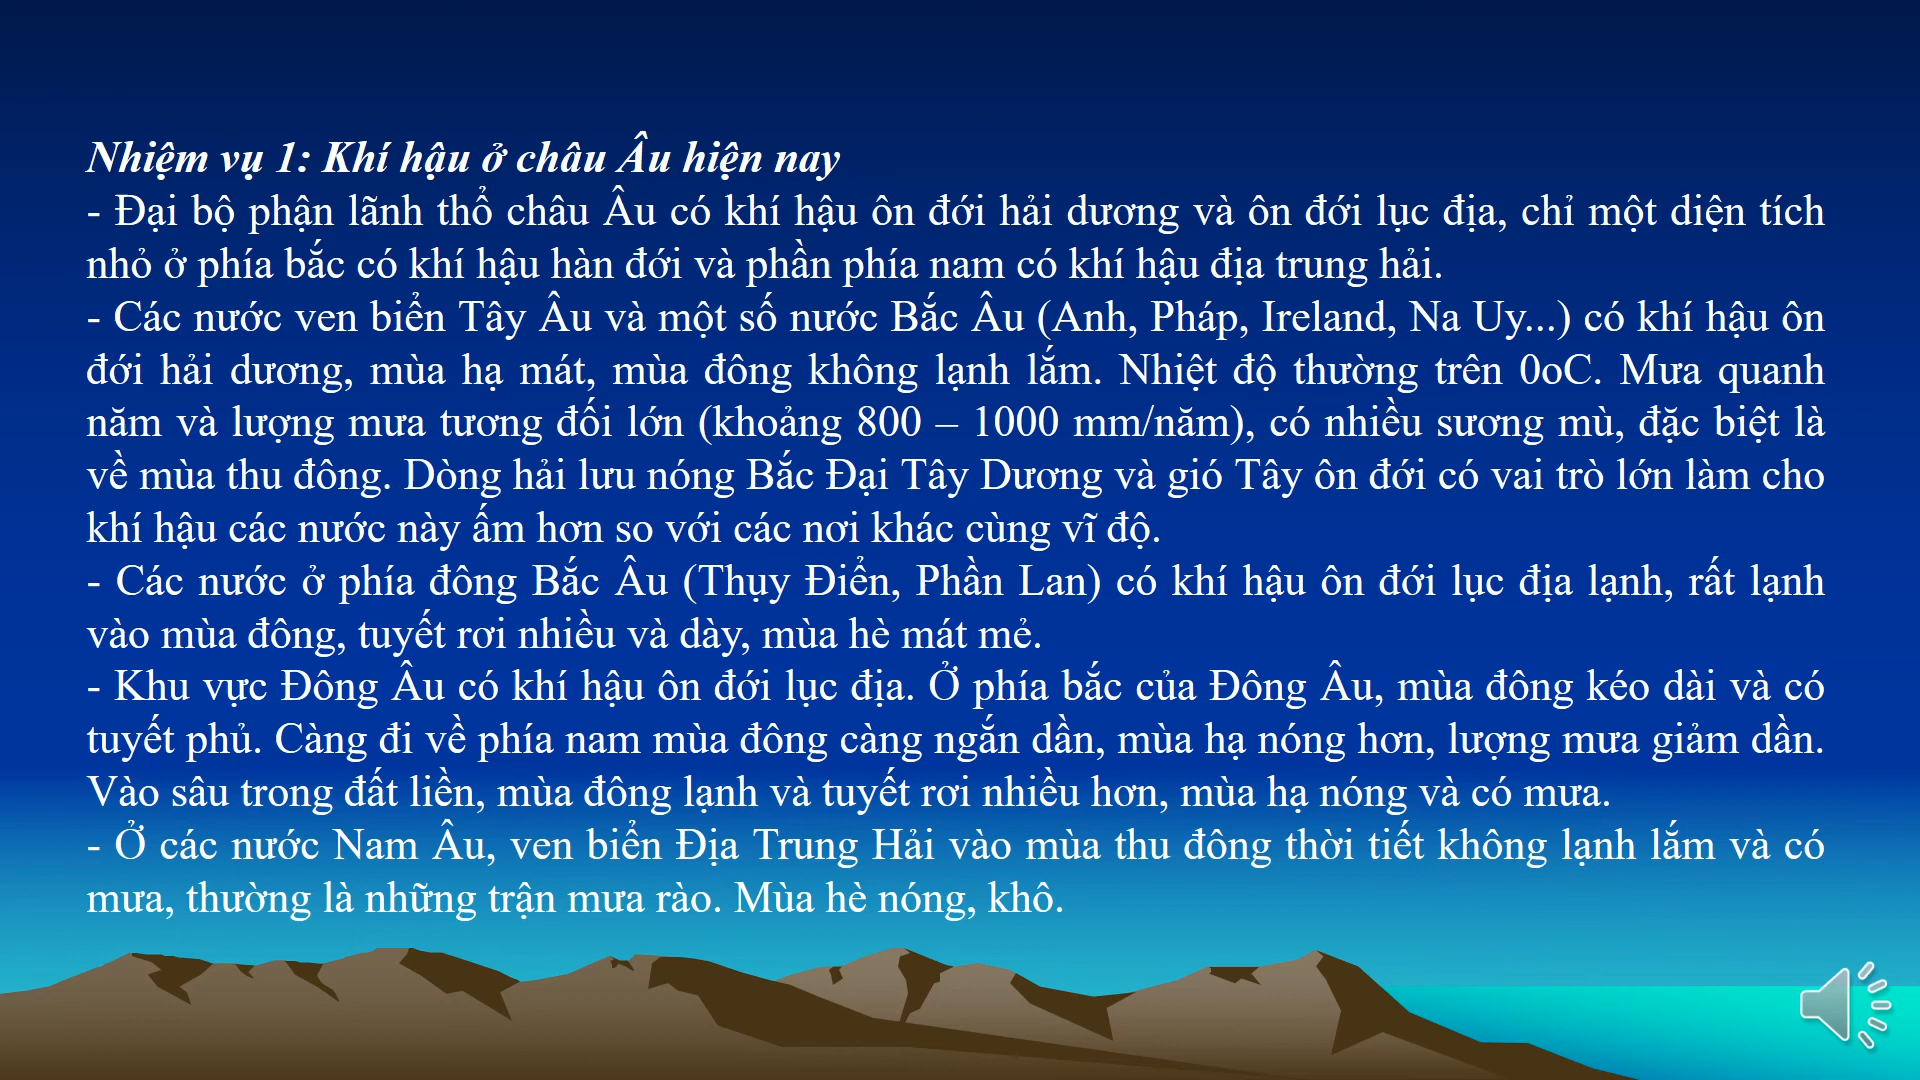 Nhiệm vụ 1: Khí hậu ở châu Âu hiện nay
- Đại bộ phận lãnh thổ châu Âu có khí hậu ôn đới hải dương và ôn đới lục địa, chỉ một diện tích
nhỏ ở phía bắc có khí hậu hàn đới và phần phía nam có khí hậu địa trung hải.
- Các nước ven biển Tây Âu và một số nước Bắc Âu (Anh, Pháp, Ireland, Na Uy...) có khí hậu ôn
đới hải dương, mùa hạ mát, mùa đông không lạnh lắm. Nhiệt độ thường trên 0oC. Mưa quanh
năm và lượng mưa tương đối lớn (khoảng 800 – 1000 mm/năm), có nhiều sương mù, đặc biệt là
về mùa thu đông. Dòng hải lưu nóng Bắc Đại Tây Dương và gió Tây ôn đới có vai trò lớn làm cho
khí hậu các nước này ấm hơn so với các nơi khác cùng vĩ độ.
- Các nước ở phía đông Bắc Âu (Thụy Điển, Phần Lan) có khí hậu ôn đới lục địa lạnh, rất lạnh
vào mùa đông, tuyết rơi nhiều và dày, mùa hè mát mẻ.
- Khu vực Đông Âu có khí hậu ôn đới lục địa. Ở phía bắc của Đông Âu, mùa đông kéo dài và có
tuyết phủ. Càng đi về phía nam mùa đông càng ngắn dần, mùa hạ nóng hơn, lượng mưa giảm dần.
Vào sâu trong đất liền, mùa đông lạnh và tuyết rơi nhiều hơn, mùa hạ nóng và có mưa.
- Ở các nước Nam Âu, ven biển Địa Trung Hải vào mùa thu đông thời tiết không lạnh lắm và có
mưa, thường là những trận mưa rào. Mùa hè nóng, khô.